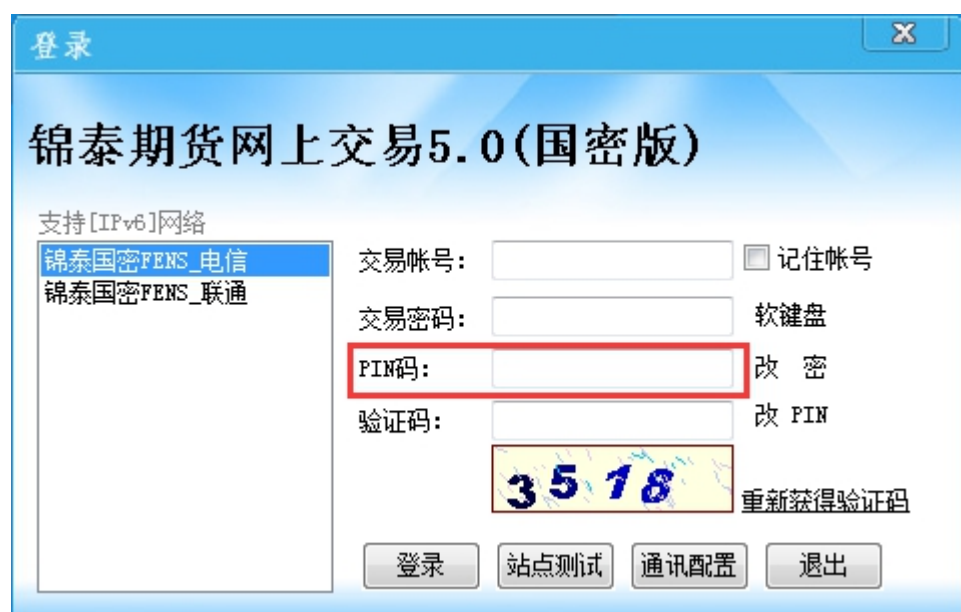 登录
锦泰期货网上交易5.0(国密版)
支持[IPv6]网络
锦泰国密FENS_电信
锦泰国密FENS_联通
交易帐号: 记住帐号
交易密码: 软键盘
PIN码: 改 密
验证码: 改 PIN
3518 重新获得验证码
登录 站点测试 通讯配置 退出